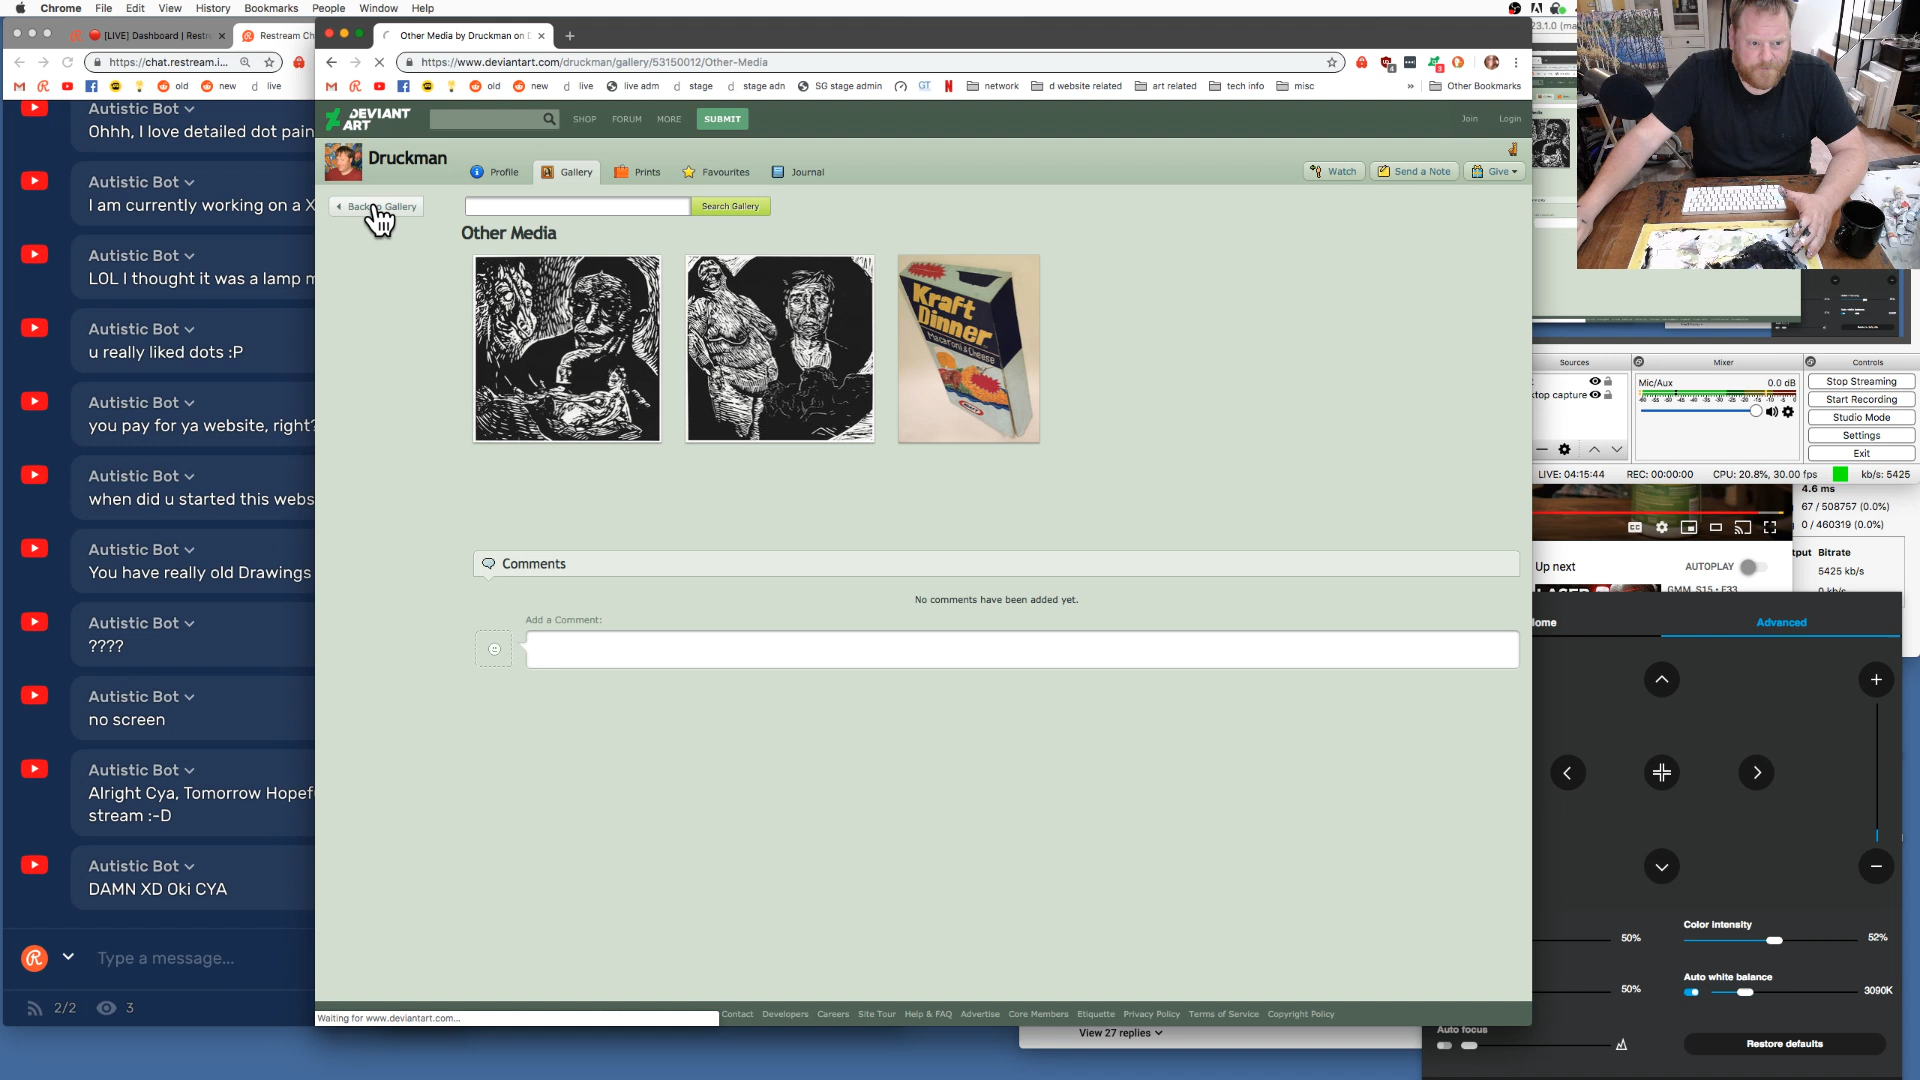 Chrome File Edit View History Bookmarks People Window Help
[LIVE] Dashboard | Restr
Restream Ch
Other Media by Druckman on D
https://chat.restream.i...
https://www.deviantart.com/druckman/gallery/53150012/Other-Media
old new live
old new live live adm stage stage adn SG stage admin GT network d website related art related tech info misc » Other Bookmarks
DEVIANT ART
SHOP FORUM MORE SUBMIT Join Login
Druckman
Profile Gallery Prints Favourites Journal
Watch Send a Note Give
Back to Gallery
Search Gallery
Other Media
Kraft
Dinner
Macaroni & Cheese
Comments
No comments have been added yet.
Add a Comment:
Contact Developers Careers Site Tour Help & FAQ Advertise Core Members Etiquette Privacy Policy Terms of Service Copyright Policy
Waiting for www.deviantart.com...
View 27 replies
Autistic Bot
Ohhh, I love detailed dot pain
Autistic Bot
I am currently working on a X
Autistic Bot
LOL I thought it was a lamp m
Autistic Bot
u really liked dots :P
Autistic Bot
you pay for ya website, right?
Autistic Bot
when did u started this webs
Autistic Bot
You have really old Drawings
Autistic Bot
????
Autistic Bot
no screen
Autistic Bot
Alright Cya, Tomorrow Hopef
stream :-D
Autistic Bot
DAMN XD Oki CYA
Type a message...
2/2 3
Sources Mixer Controls
Mic/Aux 0.0 dB
ktop capture
Stop Streaming
Start Recording
Studio Mode
Settings
Exit
LIVE: 04:15:44 REC: 00:00:00 CPU: 20.8%, 30.00 fps kb/s: 5425
4.6 ms
67 / 508757 (0.0%)
0 / 460319 (0.0%)
tput Bitrate
5425 kb/s
Up next AUTOPLAY
GMM S15 • E33
Home Advanced
Color intensity
50% 52%
Auto white balance
50% 3090K
Auto focus
Restore defaults